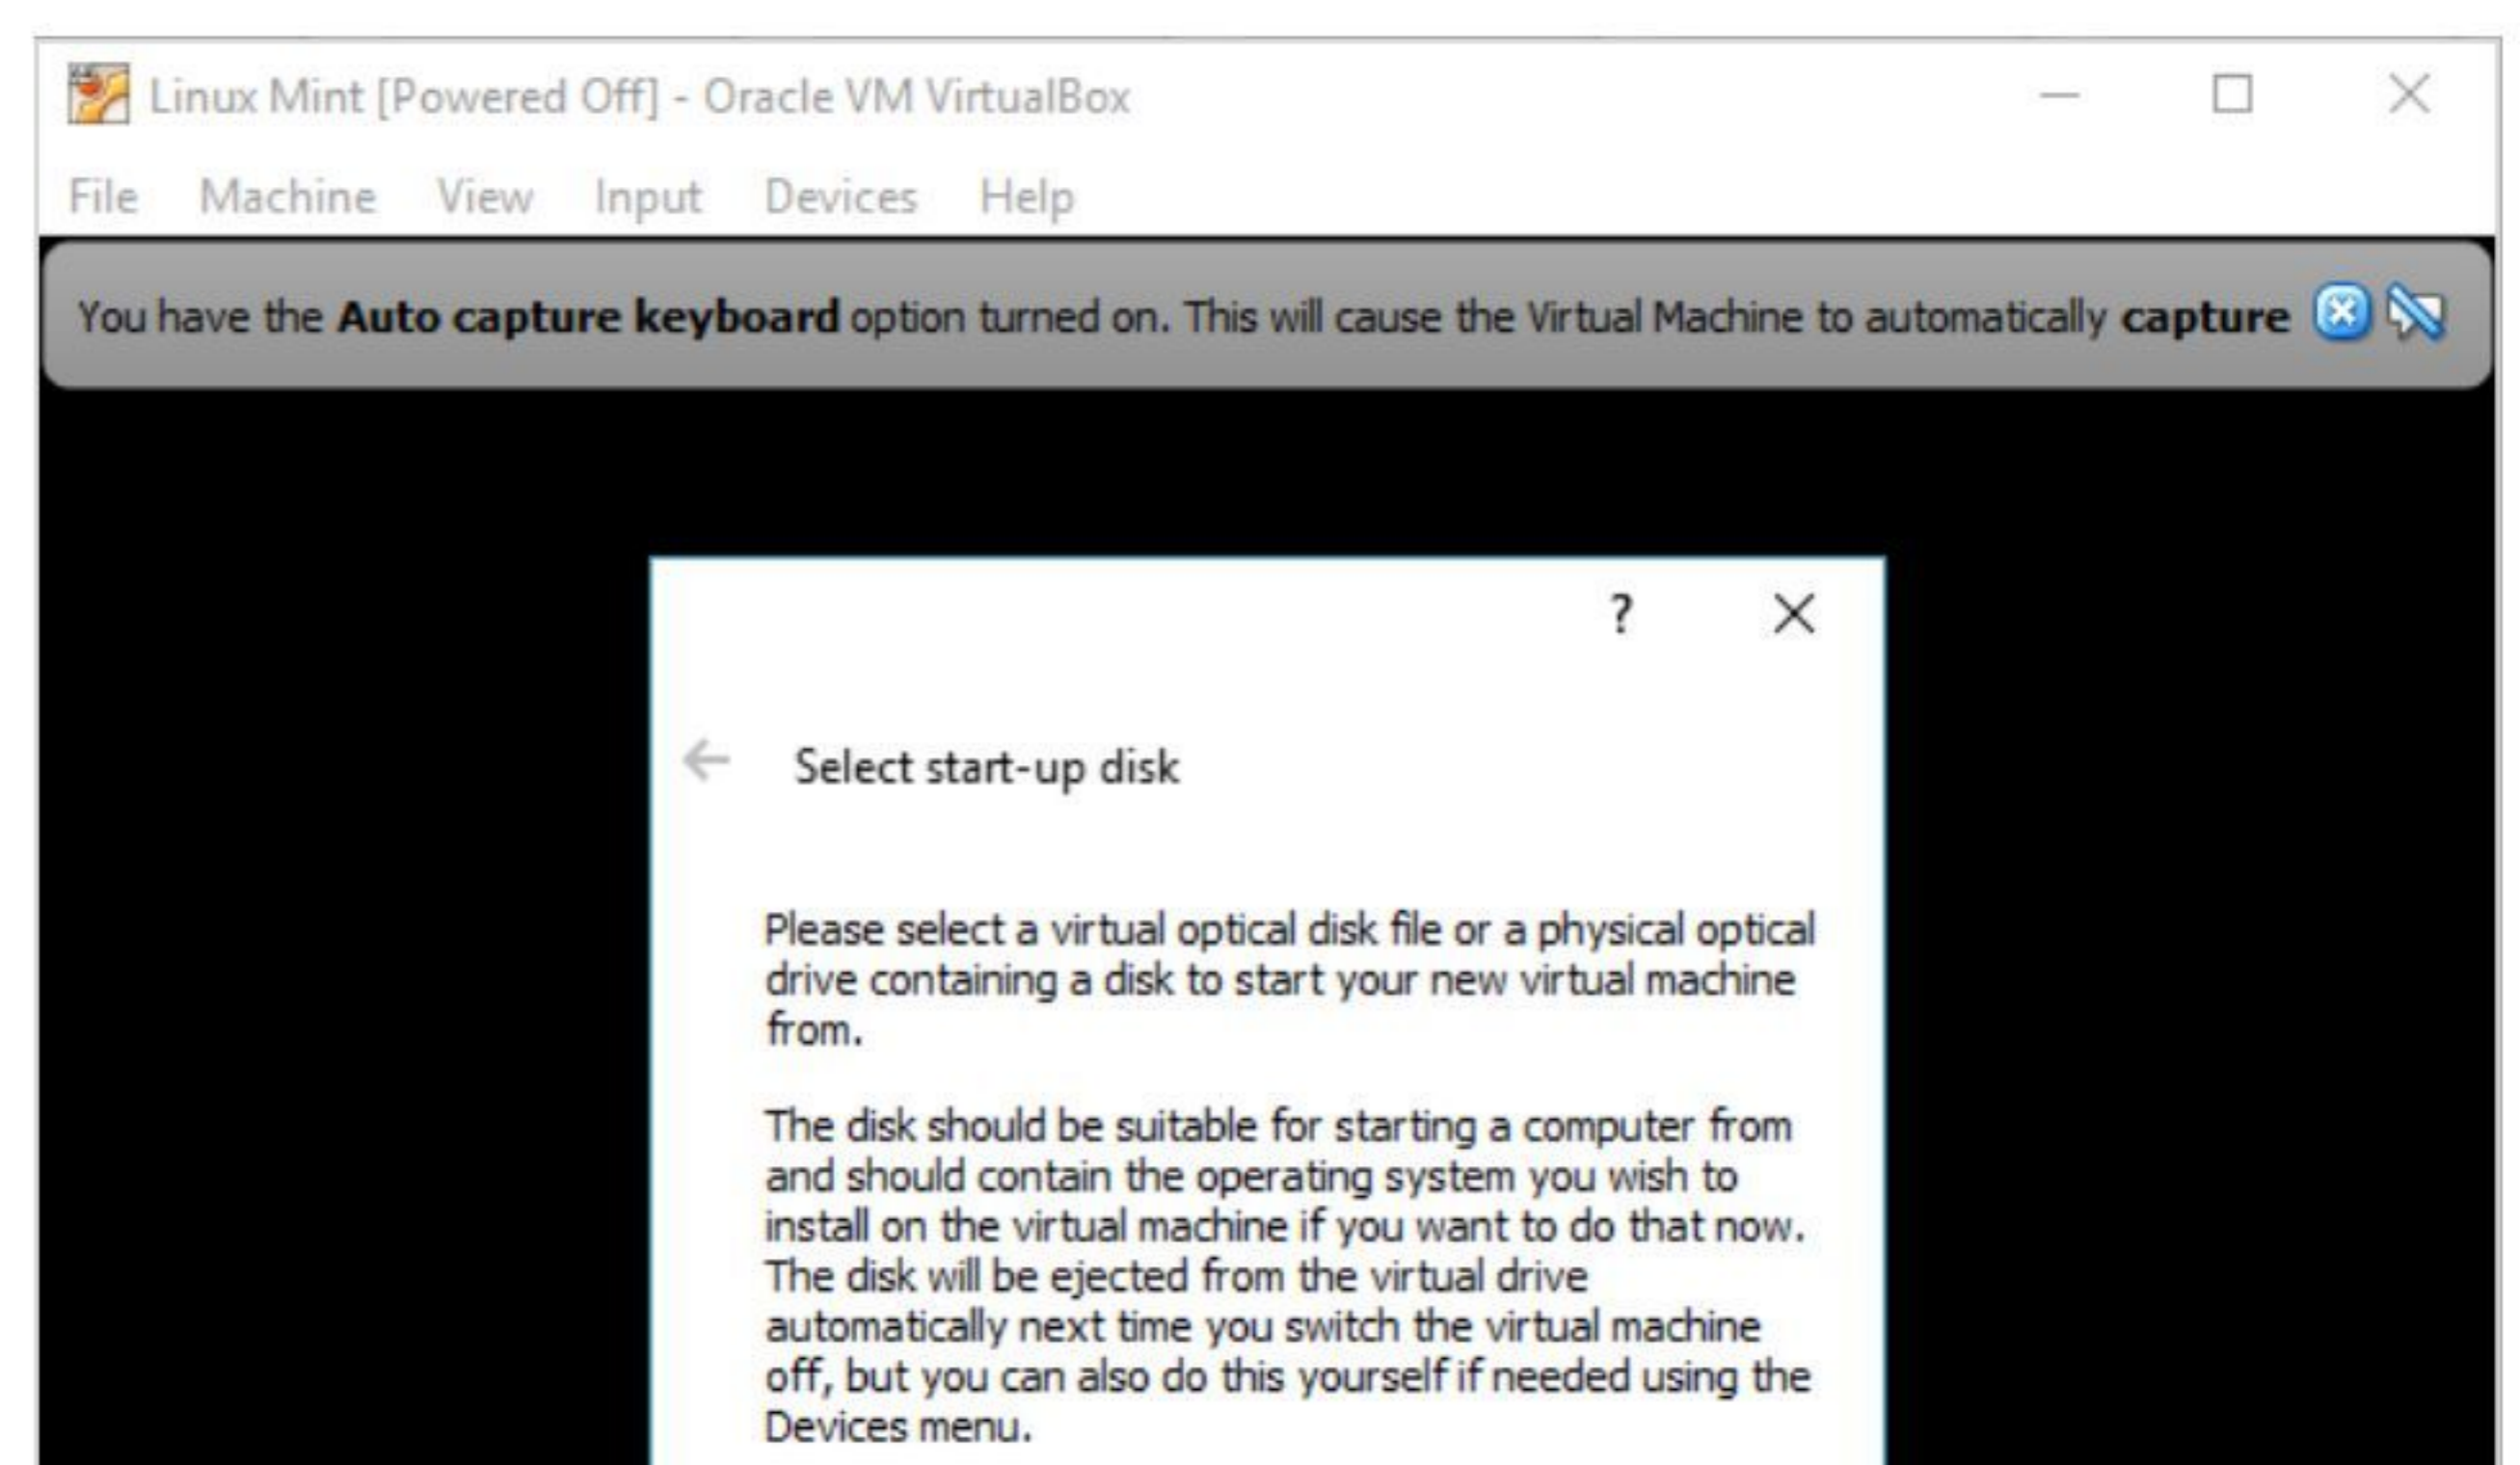 Linux Mint [Powered Off] - Oracle VM VirtualBox
File Machine View Input Devices Help
You have the Auto capture keyboard option turned on. This will cause the Virtual Machine to automatically capture
?
Select start-up disk
Please select a virtual optical disk file or a physical optical
drive containing a disk to start your new virtual machine
from.
The disk should be suitable for starting a computer from
and should contain the operating system you wish to
install on the virtual machine if you want to do that now.
The disk will be ejected from the virtual drive
automatically next time you switch the virtual machine
off, but you can also do this yourself if needed using the
Devices menu.